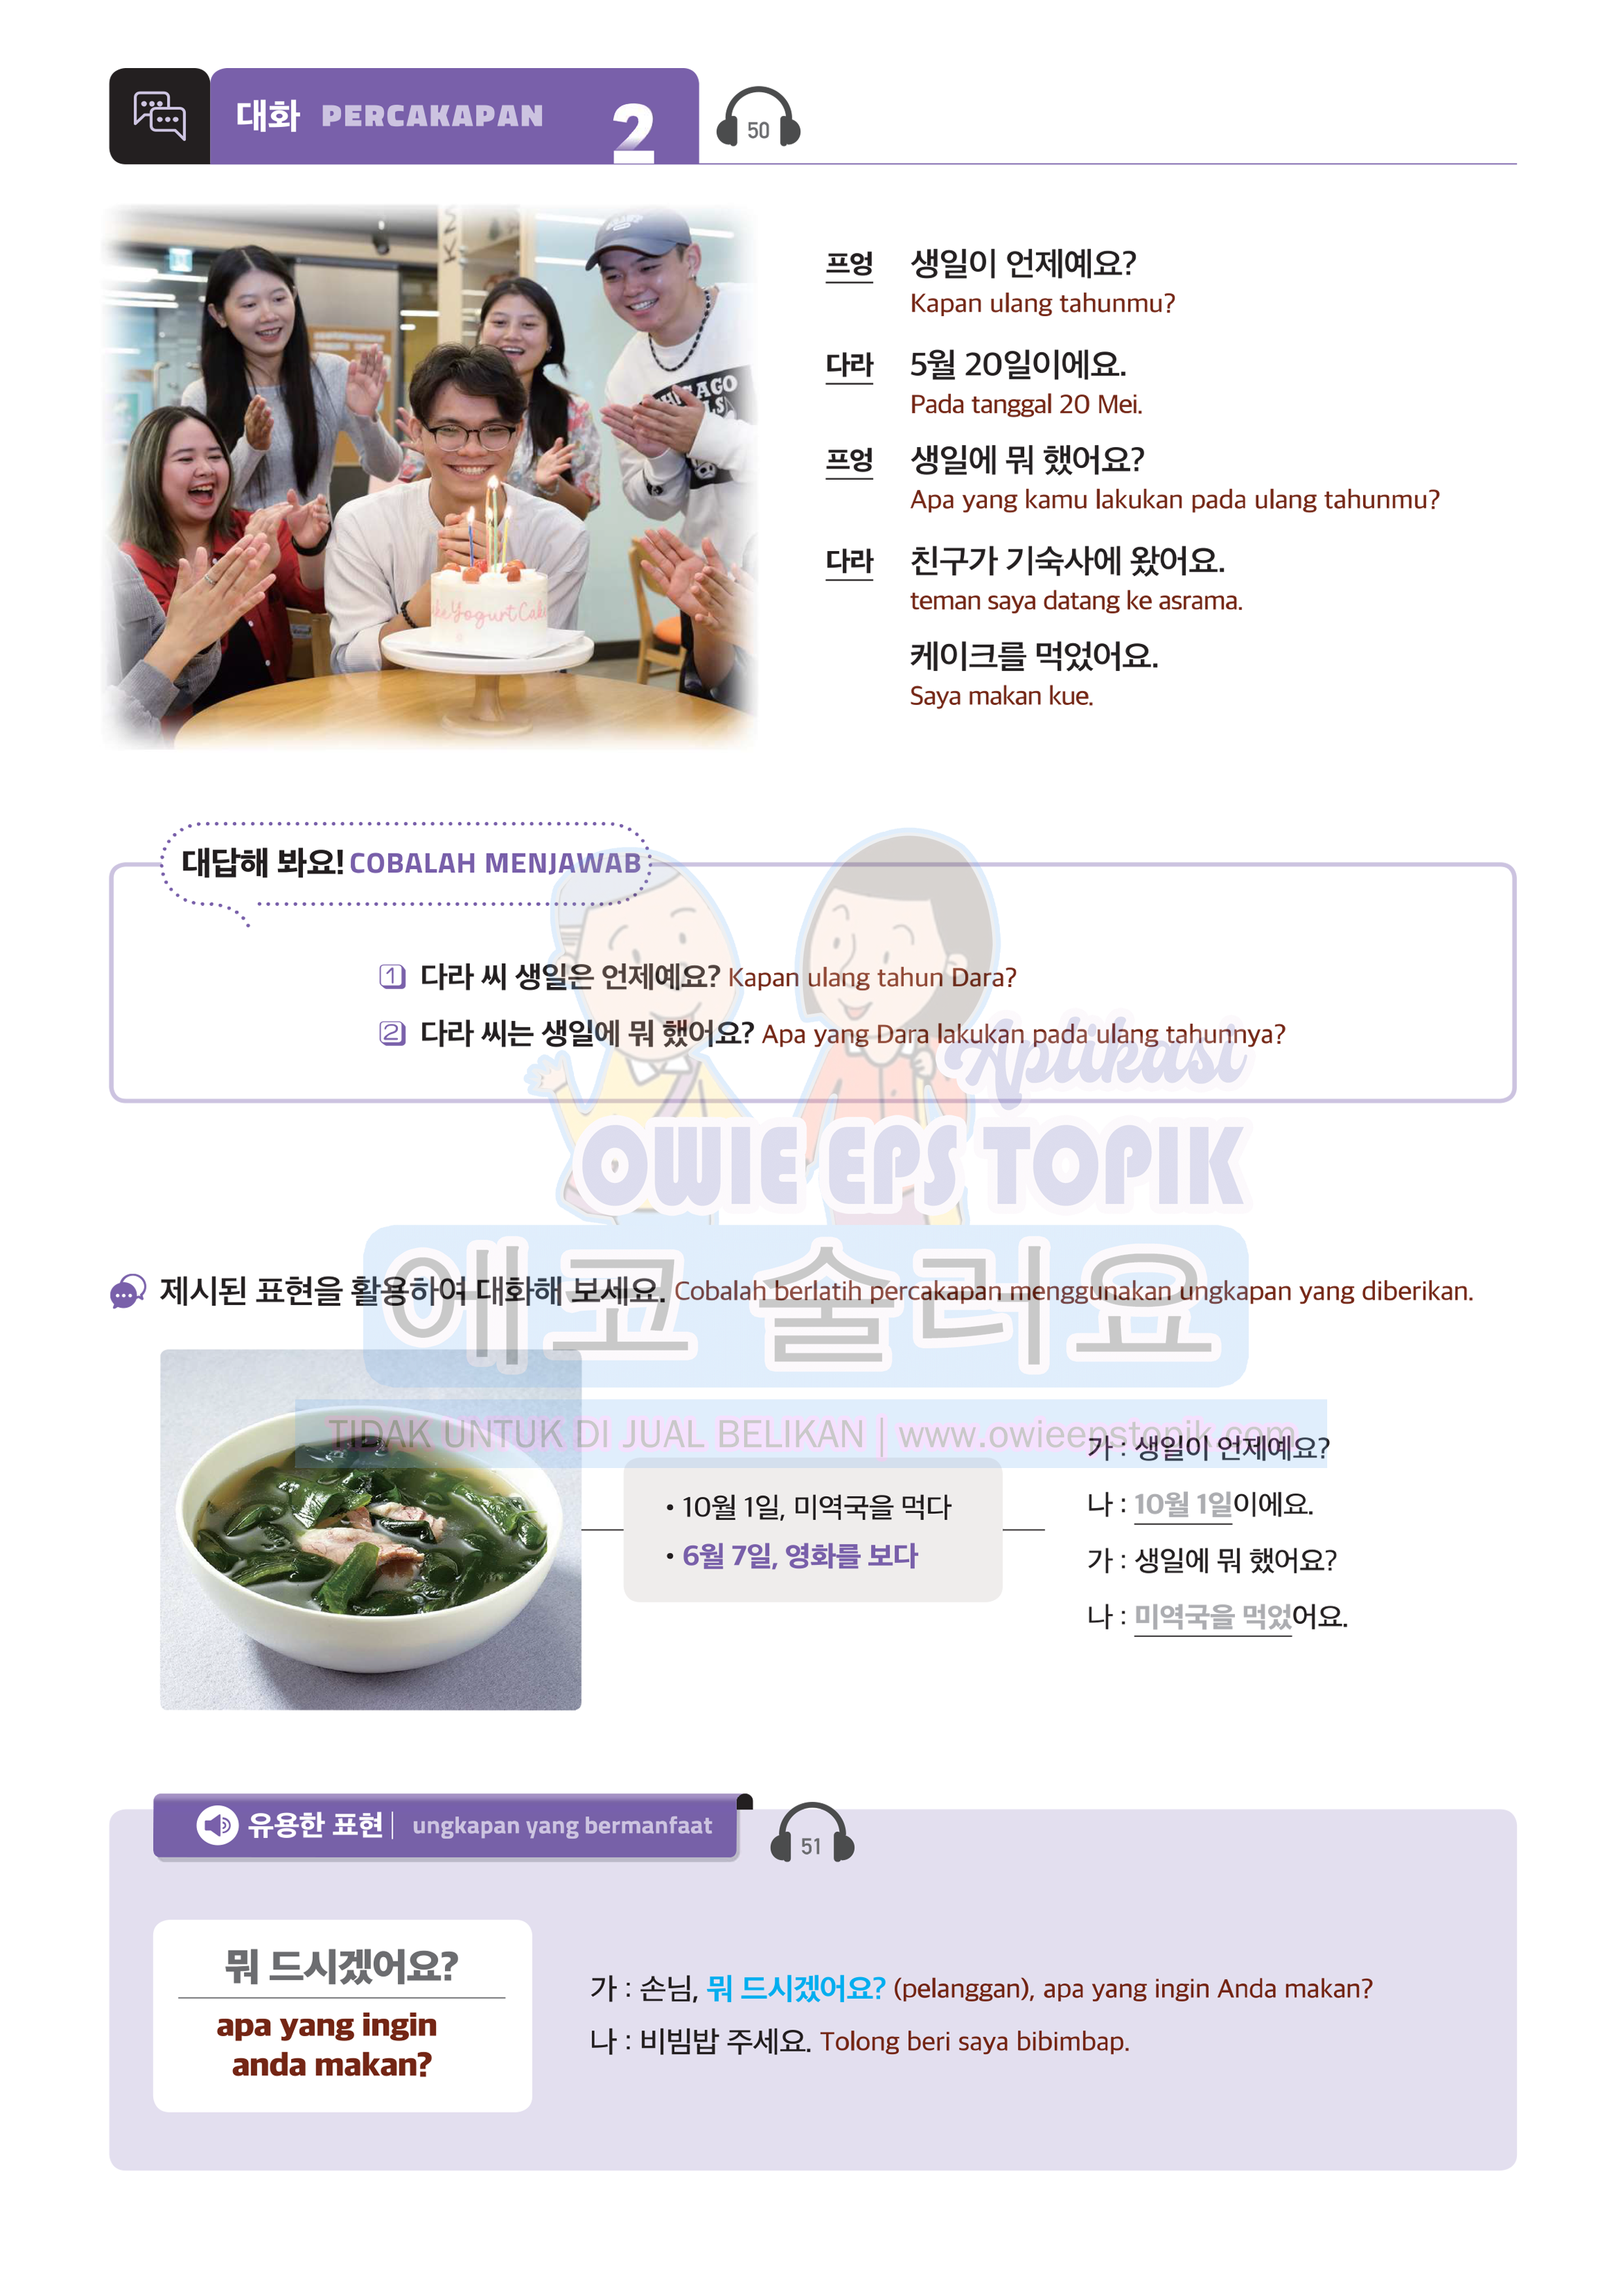 대화 PERCAKAPAN 2
50
프엉 생일이 언제예요?
Kapan ulang tahunmu?
다라 5월 20일이에요.
Pada tanggal 20 Mei.
프엉 생일에 뭐 했어요?
Apa yang kamu lakukan pada ulang tahunmu?
다라 친구가 기숙사에 왔어요.
teman saya datang ke asrama.
케이크를 먹었어요.
Saya makan kue.
대답해 봐요! COBALAH MENJAWAB
1 다라 씨 생일은 언제예요? Kapan ulang tahun Dara?
2 다라 씨는 생일에 뭐 했어요? Apa yang Dara lakukan pada ulang tahunnya?
Aplikasi
OWIE EPS TOPIK
에코 술러요
제시된 표현을 활용하여 대화해 보세요. Cobalah berlatih percakapan menggunakan ungkapan yang diberikan.
TIDAK UNTUK DI JUAL BELIKAN | www.owieepstopik.com
• 10월 1일, 미역국을 먹다
• 6월 7일, 영화를 보다
가 : 생일이 언제예요?
나 : 10월 1일이에요.
가 : 생일에 뭐 했어요?
나 : 미역국을 먹었어요.
유용한 표현 | ungkapan yang bermanfaat
51
뭐 드시겠어요?
apa yang ingin
anda makan?
가 : 손님, 뭐 드시겠어요? (pelanggan), apa yang ingin Anda makan?
나 : 비빔밥 주세요. Tolong beri saya bibimbap.